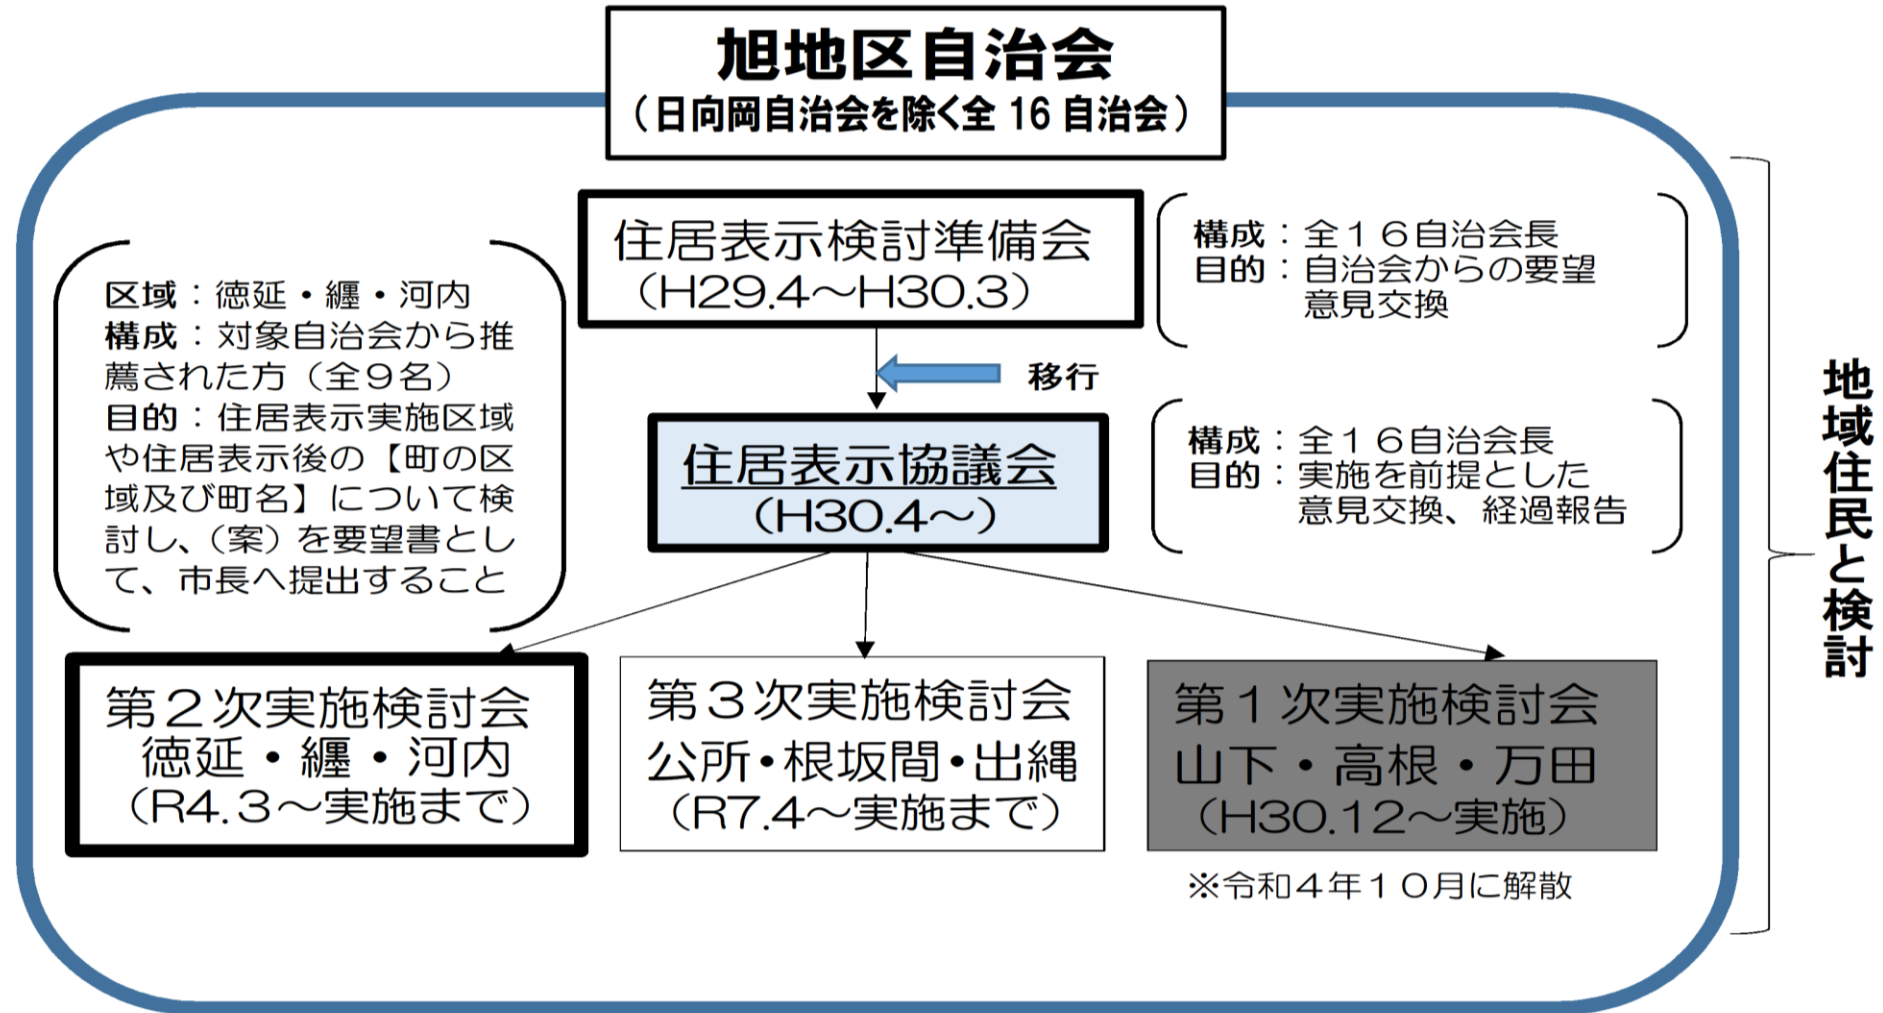 旭地区自治会
（日向岡自治会を除く全 16 自治会）
住居表示検討準備会
（H29.4～H30.3）
構成：全１６自治会長
目的：自治会からの要望
意見交換
移行
区域：徳延・纒・河内
構成：対象自治会から推
薦された方（全９名）
目的：住居表示実施区域
や住居表示後の【町の区
域及び町名】について検
討し、（案）を要望書とし
て、市長へ提出すること
住居表示協議会
（H30.4～）
構成：全１６自治会長
目的：実施を前提とした
意見交換、経過報告
第２次実施検討会
徳延・纒・河内
（R4.3～実施まで）
第３次実施検討会
公所・根坂間・出縄
（R7.4～実施まで）
第１次実施検討会
山下・高根・万田
（H30.12～実施）
※令和４年１０月に解散
地域住民と検討